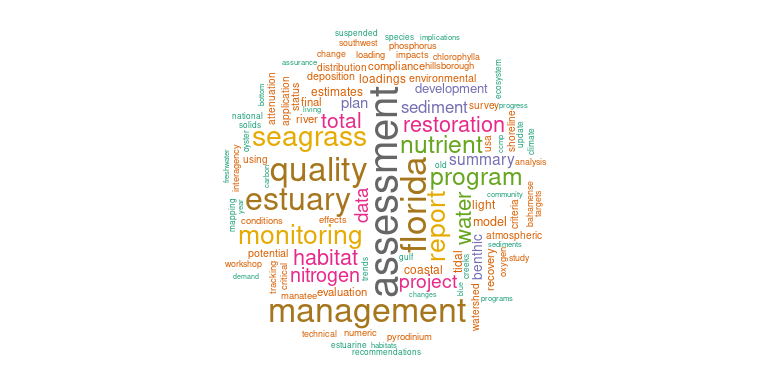 suspended
species
implications
southwest
phosphorus
change
loading
impacts
chlorophylla
assurance
distribution
compliance
hillsborough
deposition
loadings
environmental
ecosystem
bottom
attenuation
application
status
estimates
development
final
living
plan
sediment
survey
progress
national
solids
river
total
restoration
shoreline
update
climate
oyster
seagrass
nutrient
usa
ccmp
interagency
using
freshwater
carbon
quality
assessment
florida
old
summary
analysis
program
estuary
data
report
water
community
light
bahamense
targets
mapping
year
conditions
effects
model
criteria
monitoring
atmospheric
potential
habitat
trends
gulf
tidal
creeks
benthic
sediments
workshop
demand
tracking
critical
nitrogen
coastal
project
recovery
oxygen
study
manatee
evaluation
changes
blue
watershed
programs
management
technical
numeric
pyrodinium
estuarine
habitats
recommendations